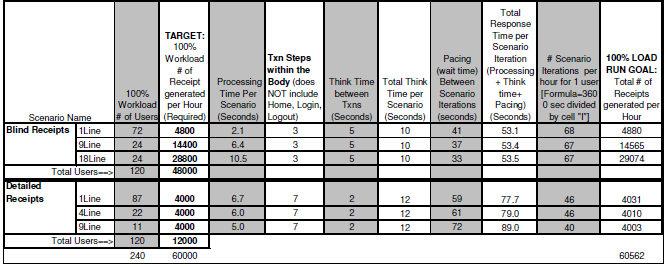 Scenario Name | 100% Workload # of Users | TARGET: 100% Workload # of Receipt generated per Hour (Required) | Processing Time Per Scenario (Seconds) | Txn Steps within the Body (does NOT include Home, Login, Logout) | Think Time between Txns (Seconds) | Total Think Time per Scenario (Seconds) | Pacing (wait time) Between Scenario Iterations (seconds) | Total Response Time per Scenario Iteration (Processing + Think time+ Pacing) (Seconds) | # Scenario Iterations per hour for 1 user [Formula=3600 sec divided by cell "I"] | 100% LOAD RUN GOAL: Total # of Receipts generated per Hour
Blind Receipts 1Line 72 4800 2.1 3 5 10 41 53.1 68 4880
9Line 24 14400 6.4 3 5 10 37 53.4 67 14565
18Line 24 28800 10.5 3 5 10 33 53.5 67 29074
Total Users==> 120 48000
Detailed Receipts 1Line 87 4000 6.7 7 2 12 59 77.7 46 4031
4Line 22 4000 6.0 7 2 12 61 79.0 46 4010
9Line 11 4000 5.0 7 2 12 72 89.0 40 4003
Total Users==> 120 12000
240 60000 60562